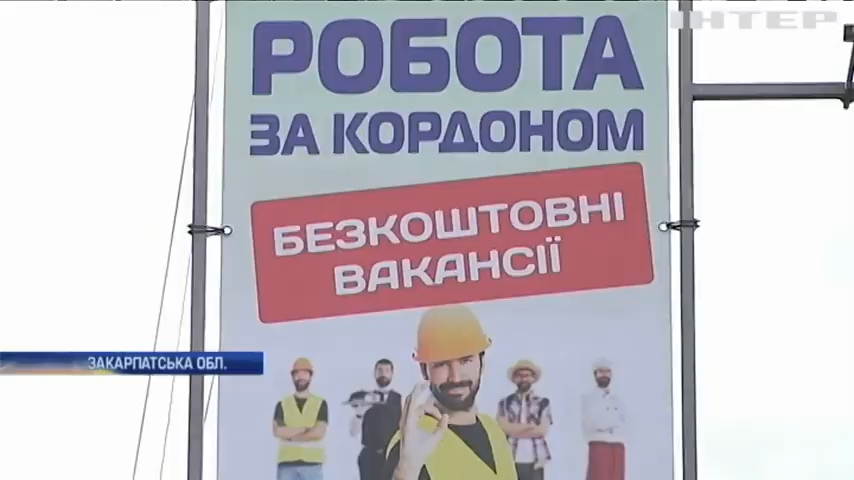 ІНТЕР
РОБОТА
ЗА КОРДОНОМ
БЕЗКОШТОВНІ
ВАКАНСІЇ
ЗАКАРПАТСЬКА ОБЛ.